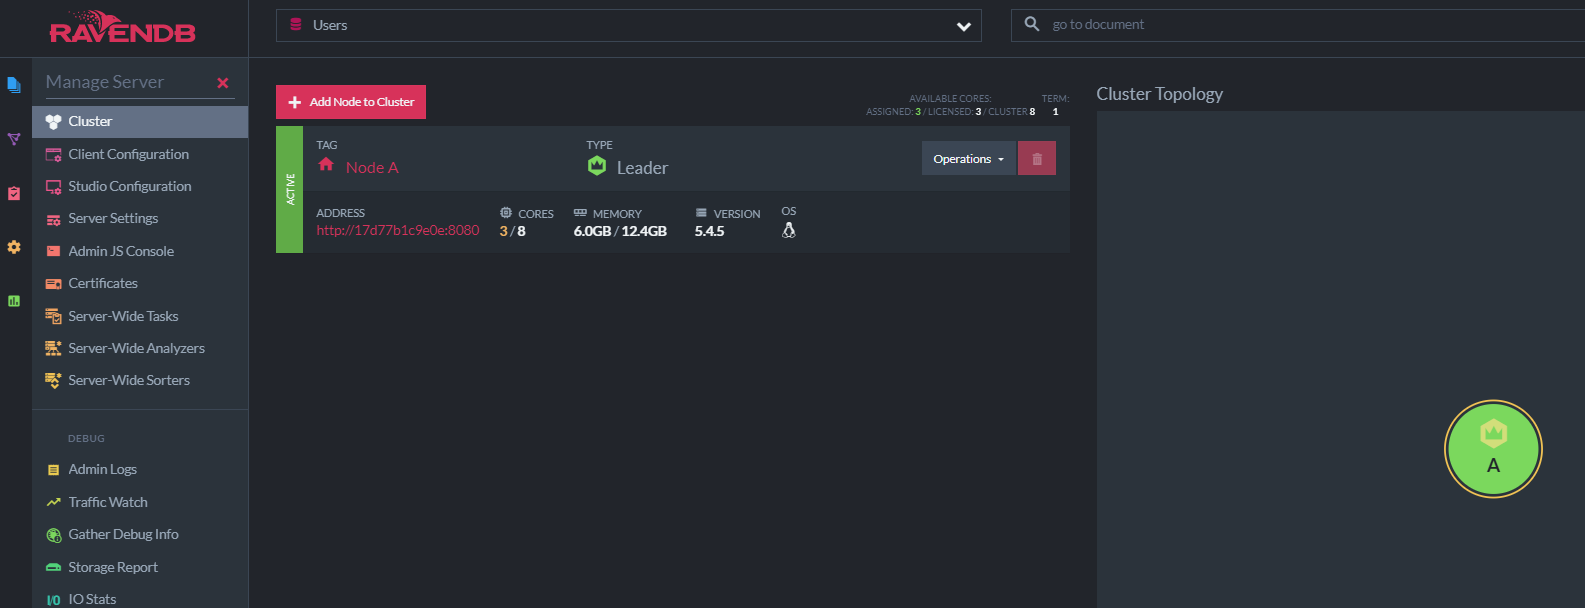 RAVENDB
Users
go to document
Manage Server
Cluster
Client Configuration
Studio Configuration
Server Settings
Admin JS Console
Certificates
Server-Wide Tasks
Server-Wide Analyzers
Server-Wide Sorters
DEBUG
Admin Logs
Traffic Watch
Gather Debug Info
Storage Report
I/O IO Stats
Add Node to Cluster
AVAILABLE CORES:
ASSIGNED: 3 / LICENSED: 3 / CLUSTER 8
TERM:
1
ACTIVE
TAG
Node A
TYPE
Leader
Operations
ADDRESS
http://17d77b1c9e0e:8080
CORES
3 / 8
MEMORY
6.0GB / 12.4GB
VERSION
5.4.5
OS
Cluster Topology
A